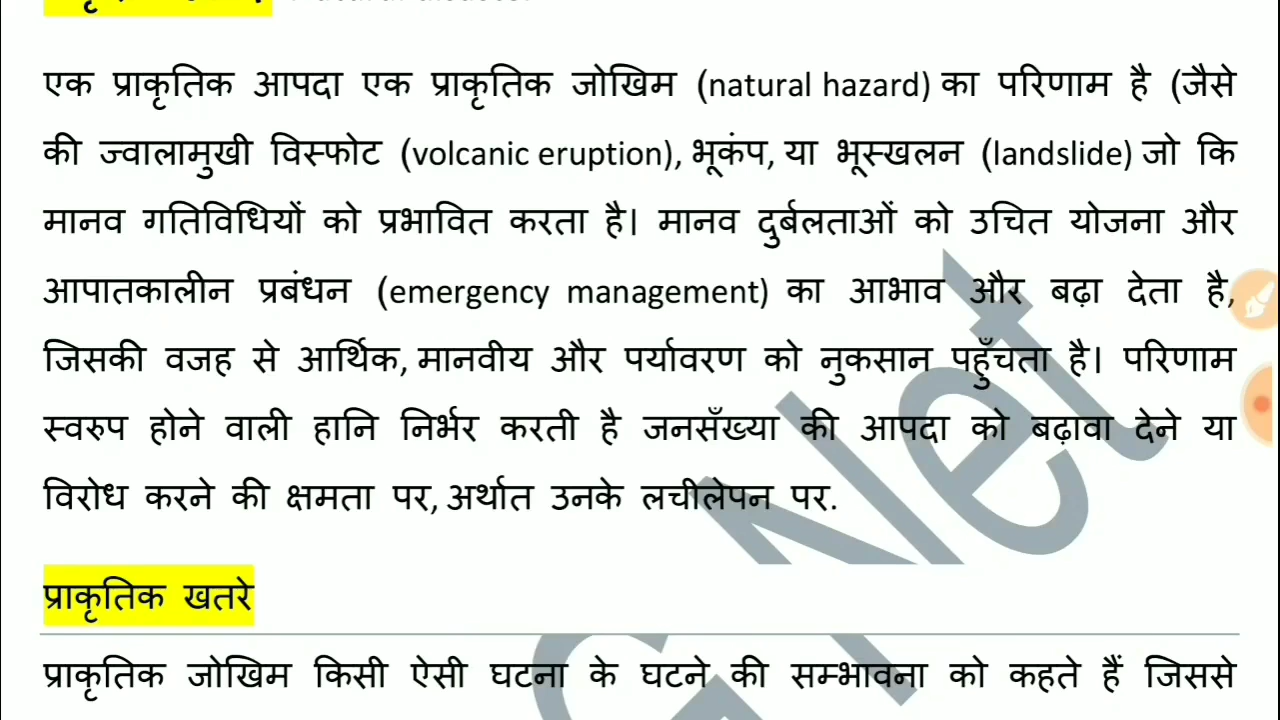 एक प्राकृतिक आपदा एक प्राकृतिक जोखिम (natural hazard) का परिणाम है (जैसे
की ज्वालामुखी विस्फोट (volcanic eruption), भूकंप, या भूस्खलन (landslide) जो कि
मानव गतिविधियों को प्रभावित करता है। मानव दुर्बलताओं को उचित योजना और
आपातकालीन प्रबंधन (emergency management) का आभाव और बढ़ा देता है,
जिसकी वजह से आर्थिक, मानवीय और पर्यावरण को नुकसान पहुँचता है। परिणाम
स्वरुप होने वाली हानि निर्भर करती है जनसँख्या की आपदा को बढ़ावा देने या
विरोध करने की क्षमता पर, अर्थात उनके लचीलेपन पर.
प्राकृतिक खतरे
प्राकृतिक जोखिम किसी ऐसी घटना के घटने की सम्भावना को कहते हैं जिससे
Net